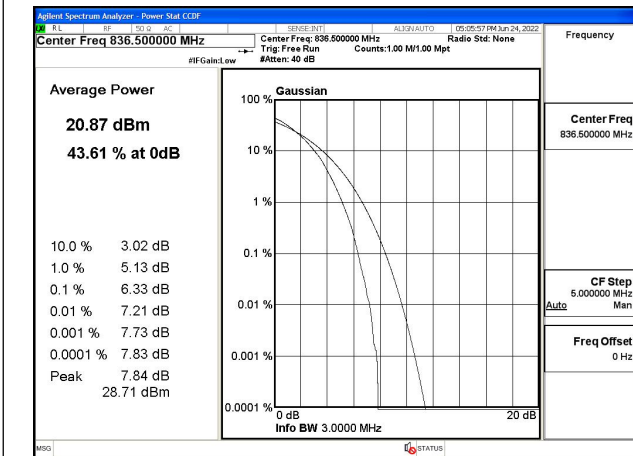 Agilent Spectrum Analyzer - Power Stat CCDF
RL RF 50 Ω AC SENSE:INT ALIGNAUTO 05:05:57 PM Jun 24, 2022
Center Freq 836.500000 MHz
Center Freq: 836.500000 MHz Radio Std: None
Trig: Free Run Counts:1.00 M/1.00 Mpt
#IFGain:Low #Atten: 40 dB
Frequency
Average Power
20.87 dBm
43.61 % at 0dB
10.0 % 3.02 dB
1.0 % 5.13 dB
0.1 % 6.33 dB
0.01 % 7.21 dB
0.001 % 7.73 dB
0.0001 % 7.83 dB
Peak 7.84 dB
28.71 dBm
Gaussian
100 %
10 %
1 %
0.1 %
0.01 %
0.001 %
0.0001 %
0 dB 20 dB
Info BW 3.0000 MHz
Center Freq
836.500000 MHz
CF Step
5.000000 MHz
Auto Man
Freq Offset
0 Hz
MSG STATUS